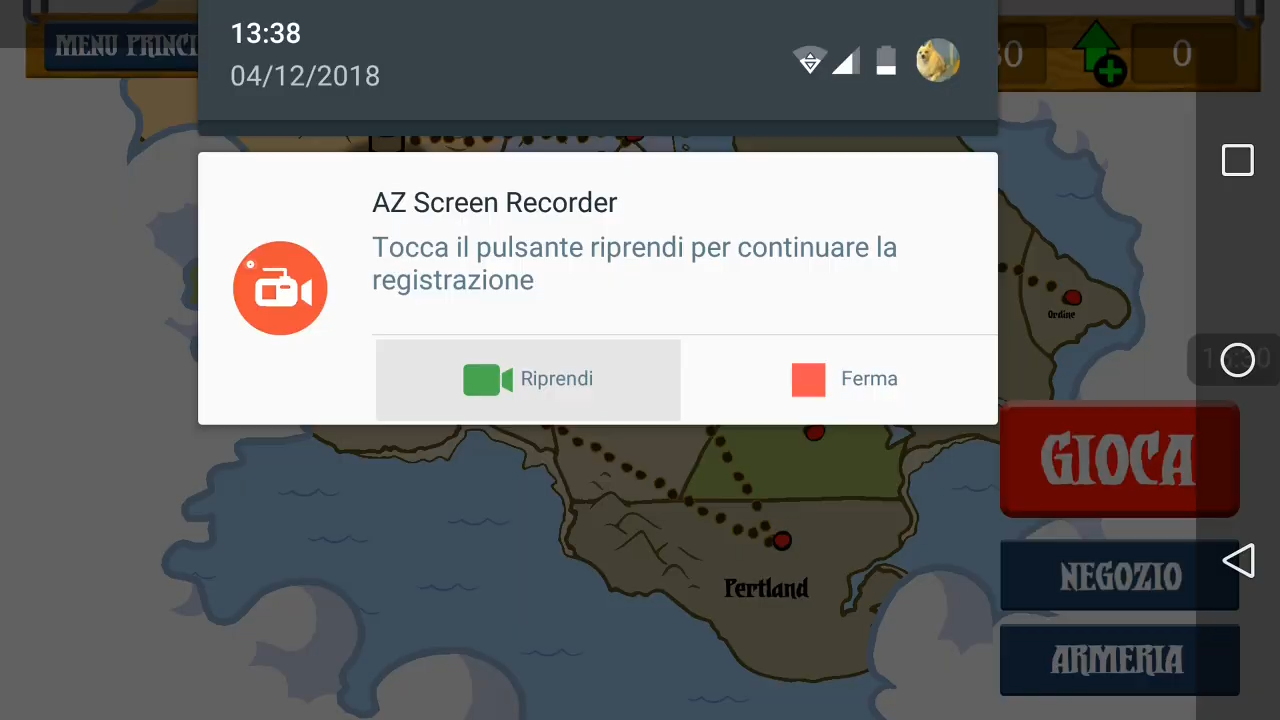 13:38
04/12/2018
MENU PRINCI
0
AZ Screen Recorder
Tocca il pulsante riprendi per continuare la
registrazione
Riprendi
Ferma
Ordine
GIOCA
NEGOZIO
Pertland
ARMERIA